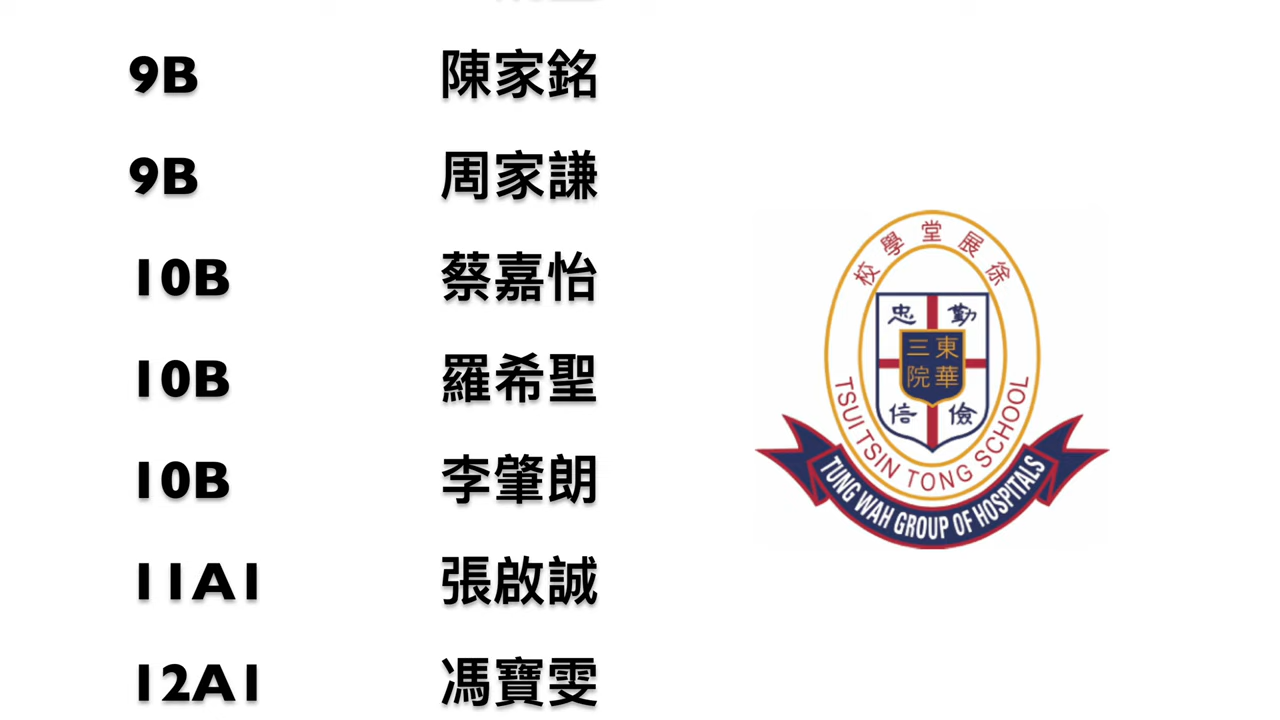 9B 陳家銘
9B 周家謙
10B 蔡嘉怡
10B 羅希聖
10B 李肇朗
11A1 張啟誠
12A1 馮寶雯
校學堂展徐
忠 勤
三東
院華
信 儉
TSUI TSIN TONG SCHOOL
TUNG WAH GROUP OF HOSPITALS